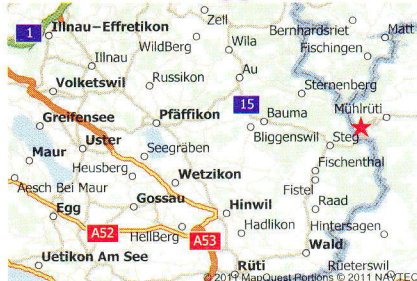 Zell
Bernhardsriet
Matt
1
Illnau-Effretikon
WildBerg
Wila
Fischingen
Illnau
Au
Volketswil
Russikon
Sternenberg
15
Mühlrüti
Greifensee
Pfäffikon
Bauma
Uster
Bliggenswil
Steg
Seegräben
Maur
Fischenthal
Heusberg
Wetzikon
Aesch Bei Maur
Fistel
Gossau
Hinwil
Raad
Egg
A52
HellBerg
A53
Hadlikon
Hintersagen
Wald
Uetikon Am See
Rüti
Rüeterswil
© 2011 MapQuest Portions © 2011 NAVTEQ